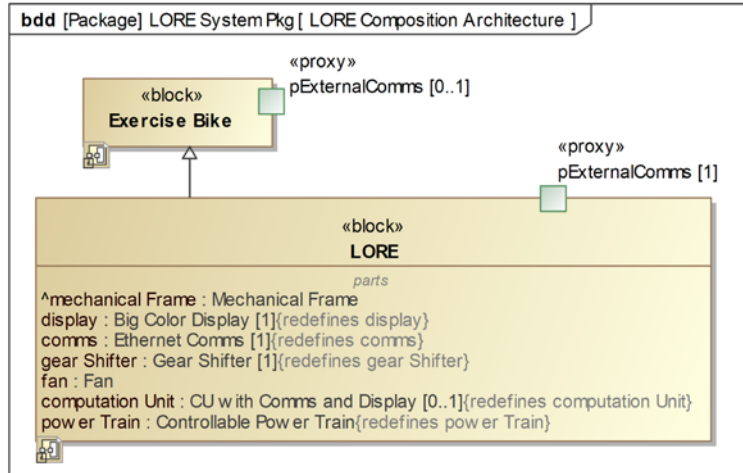 bdd [Package] LORE System Pkg [ LORE Composition Architecture ]
«proxy»
pExternalComms [0..1]
«block»
Exercise Bike
«proxy»
pExternalComms [1]
«block»
LORE
parts
^mechanical Frame : Mechanical Frame
display : Big Color Display [1]{redefines display}
comms : Ethernet Comms [1]{redefines comms}
gear Shifter : Gear Shifter [1]{redefines gear Shifter}
fan : Fan
computation Unit : CU with Comms and Display [0..1]{redefines computation Unit}
power Train : Controllable Power Train{redefines power Train}